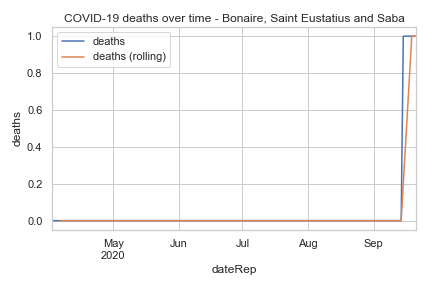 COVID-19 deaths over time - Bonaire, Saint Eustatius and Saba
deaths
deaths (rolling)
1.0
0.8
0.6
0.4
0.2
0.0
deaths
May
2020
Jun
Jul
Aug
Sep
dateRep